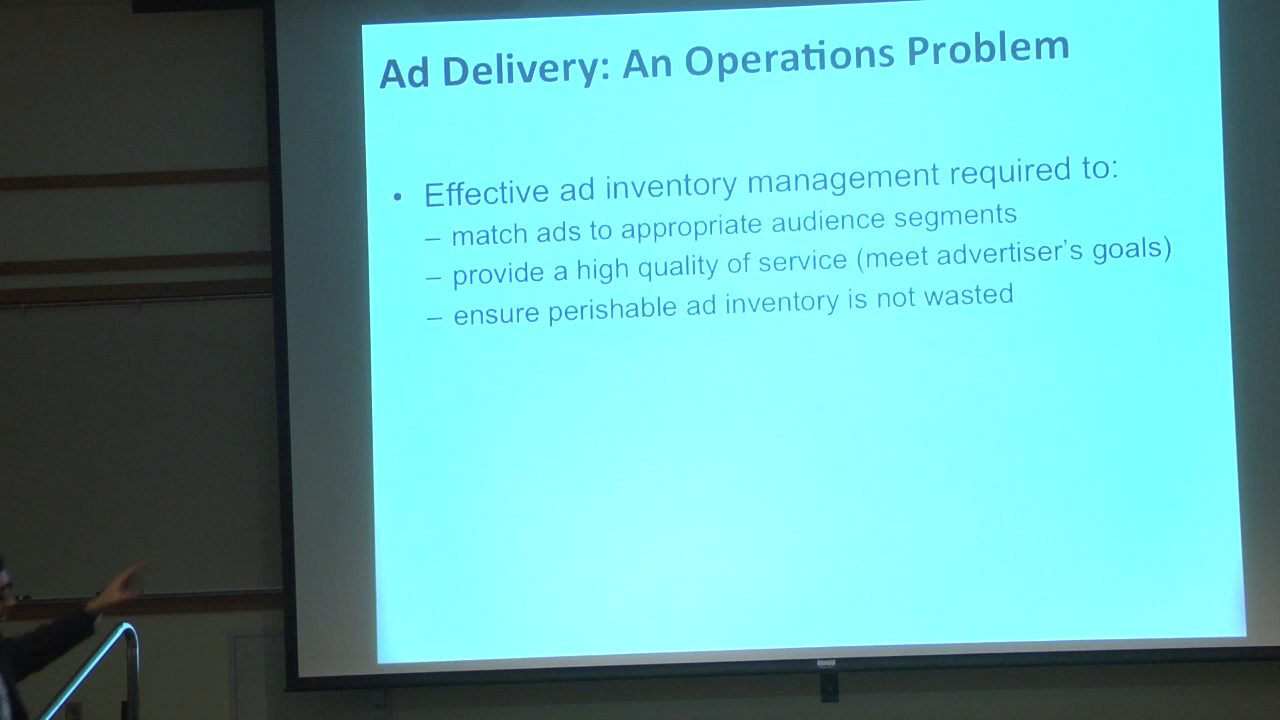 Ad Delivery: An Operations Problem
• Effective ad inventory management required to:
– match ads to appropriate audience segments
– provide a high quality of service (meet advertiser's goals)
– ensure perishable ad inventory is not wasted